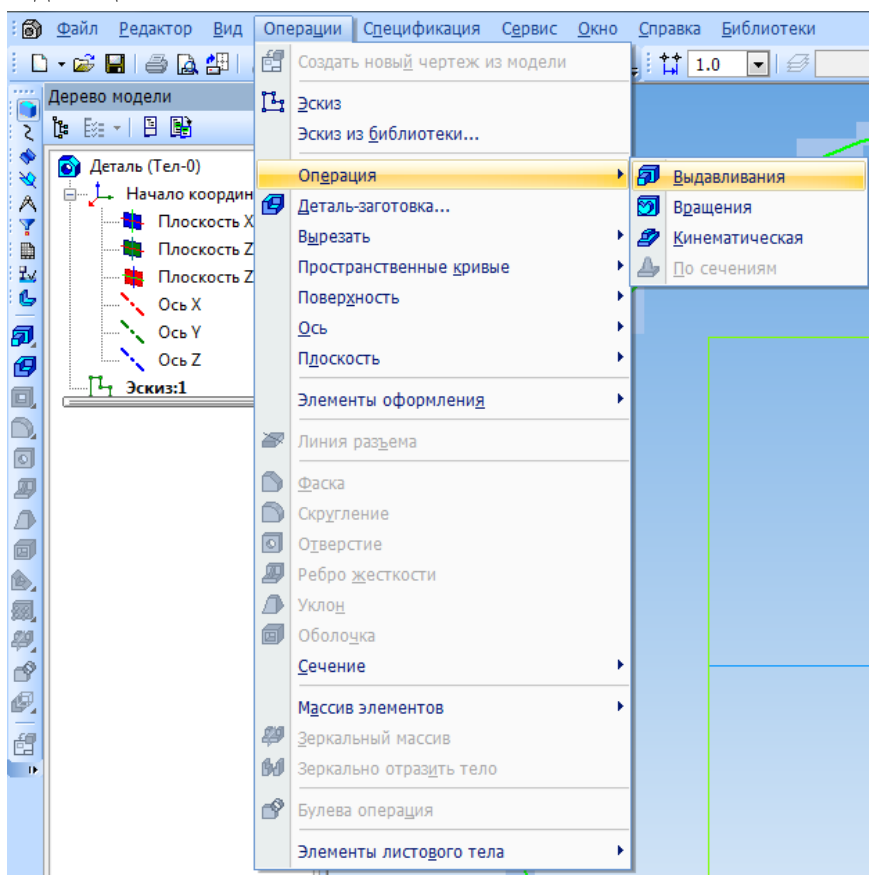 Файл Редактор Вид Операции Спецификация Сервис Окно Справка Библиотеки
1.0
Дерево модели
Деталь (Тел-0)
Начало координ
Плоскость X
Плоскость Z
Плоскость Z
Ось X
Ось Y
Ось Z
Эскиз:1
Создать новый чертеж из модели
Эскиз
Эскиз из библиотеки...
Операция
Деталь-заготовка...
Вырезать
Пространственные кривые
Поверхность
Ось
Плоскость
Элементы оформления
Линия разъема
Фаска
Скругление
Отверстие
Ребро жесткости
Уклон
Оболочка
Сечение
Массив элементов
Зеркальный массив
Зеркально отразить тело
Булева операция
Элементы листового тела
Выдавливания
Вращения
Кинематическая
По сечениям